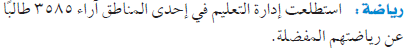 رياضة: استطلعت إدارة التعليم في إحدى المناطق آراء ٣٥٨٥ طالبًا
عن رياضتهم المفضلة.